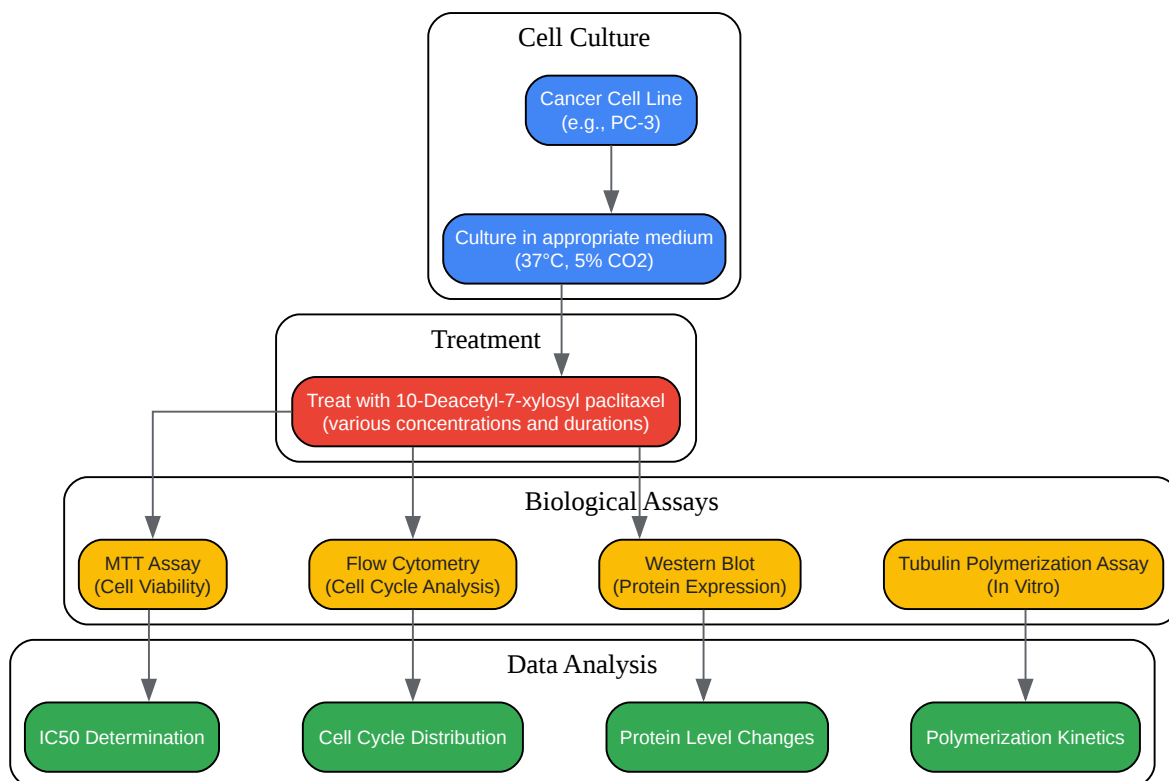 Cell Culture
Cancer Cell Line
(e.g., PC-3)
Culture in appropriate medium
(37°C, 5% CO2)
Treatment
Treat with 10-Deacetyl-7-xylosyl paclitaxel
(various concentrations and durations)
Biological Assays
MTT Assay
(Cell Viability)
Flow Cytometry
(Cell Cycle Analysis)
Western Blot
(Protein Expression)
Tubulin Polymerization Assay
(In Vitro)
Data Analysis
IC50 Determination
Cell Cycle Distribution
Protein Level Changes
Polymerization Kinetics